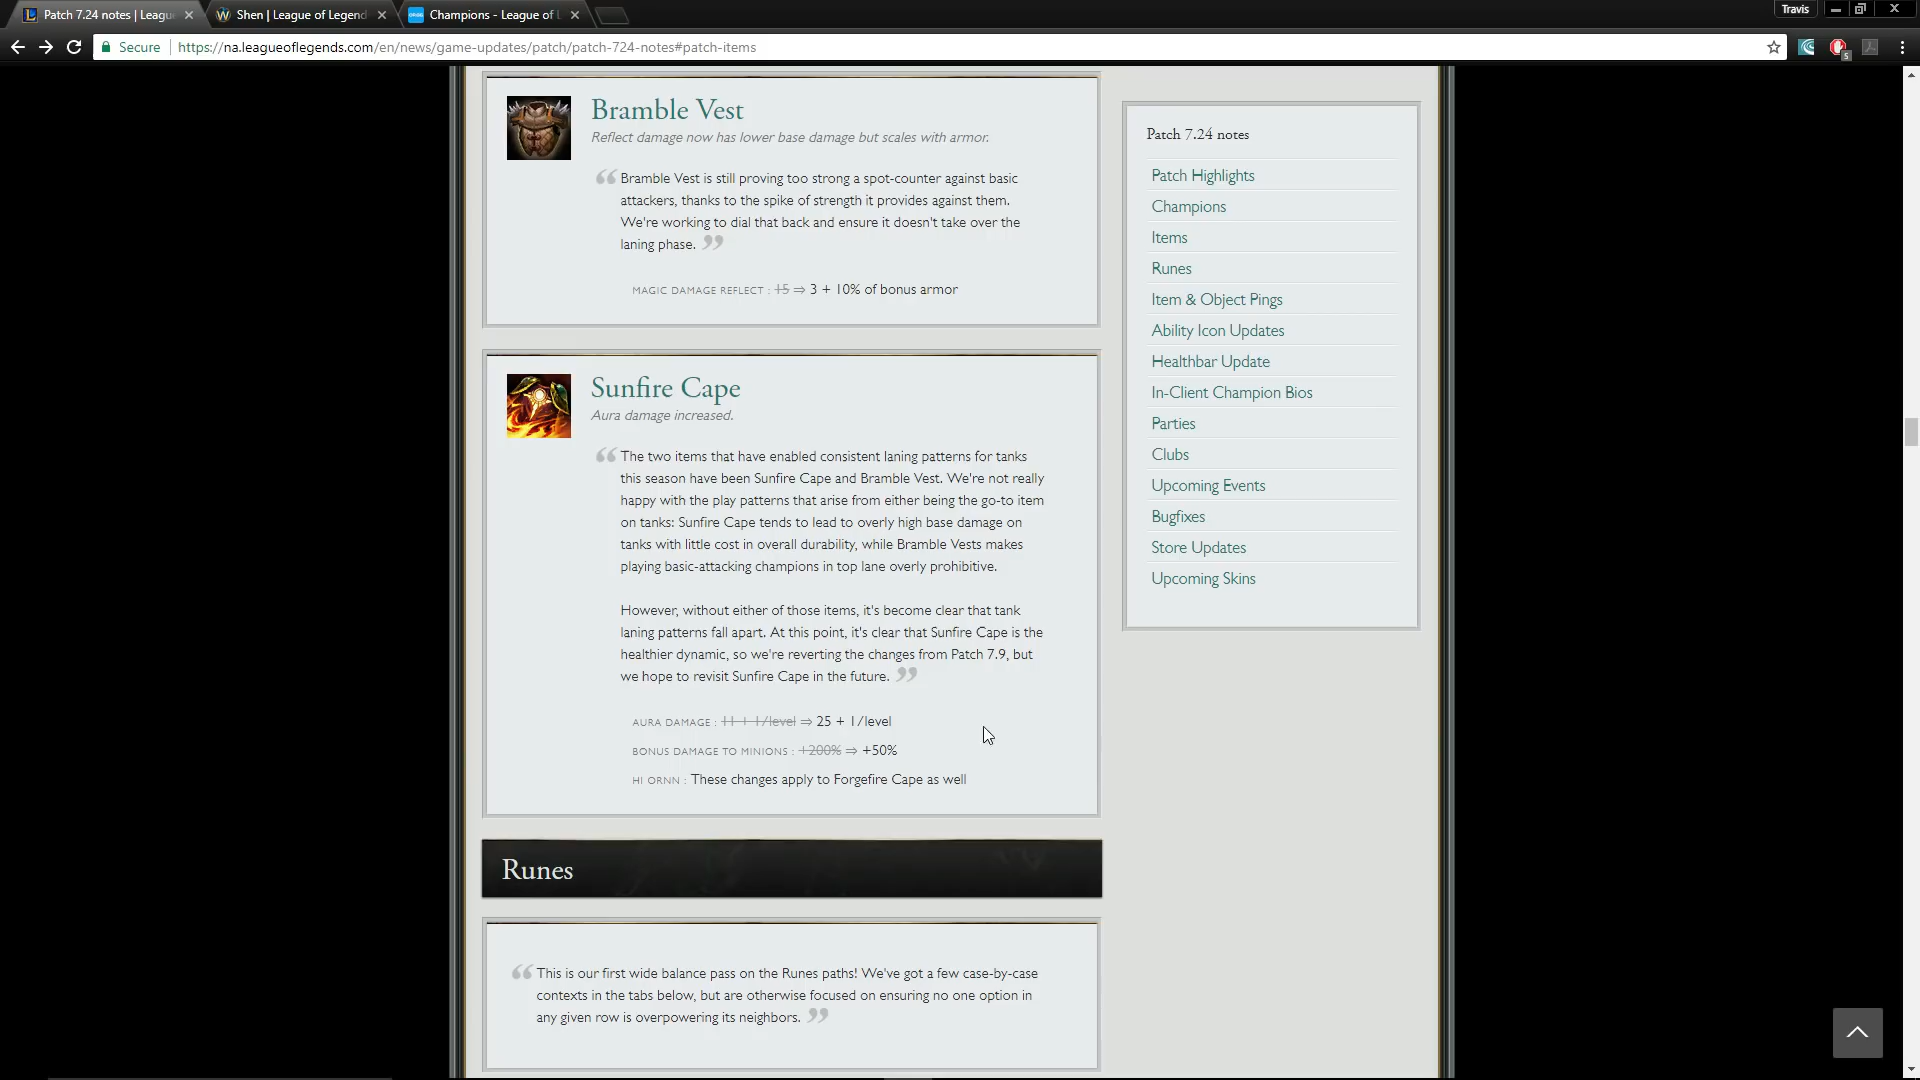 Patch 7.24 notes | Leagu
Shen | League of Legend
Champions - League of L
Travis
Secure
https://na.leagueoflegends.com/en/news/game-updates/patch/patch-724-notes#patch-items
5
Bramble Vest
Reflect damage now has lower base damage but scales with armor.
“ Bramble Vest is still proving too strong a spot-counter against basic
attackers, thanks to the spike of strength it provides against them.
We're working to dial that back and ensure it doesn't take over the
laning phase. ”
MAGIC DAMAGE REFLECT : 15 ⇒ 3 + 10% of bonus armor
Sunfire Cape
Aura damage increased.
“ The two items that have enabled consistent laning patterns for tanks
this season have been Sunfire Cape and Bramble Vest. We're not really
happy with the play patterns that arise from either being the go-to item
on tanks: Sunfire Cape tends to lead to overly high base damage on
tanks with little cost in overall durability, while Bramble Vests makes
playing basic-attacking champions in top lane overly prohibitive.
However, without either of those items, it's become clear that tank
laning patterns fall apart. At this point, it's clear that Sunfire Cape is the
healthier dynamic, so we're reverting the changes from Patch 7.9, but
we hope to revisit Sunfire Cape in the future. ”
AURA DAMAGE : 11 + 1/level ⇒ 25 + 1/level
BONUS DAMAGE TO MINIONS : +200% ⇒ +50%
HI ORNN : These changes apply to Forgefire Cape as well
Runes
“ This is our first wide balance pass on the Runes paths! We've got a few case-by-case
contexts in the tabs below, but are otherwise focused on ensuring no one option in
any given row is overpowering its neighbors. ”
Patch 7.24 notes
Patch Highlights
Champions
Items
Runes
Item & Object Pings
Ability Icon Updates
Healthbar Update
In-Client Champion Bios
Parties
Clubs
Upcoming Events
Bugfixes
Store Updates
Upcoming Skins